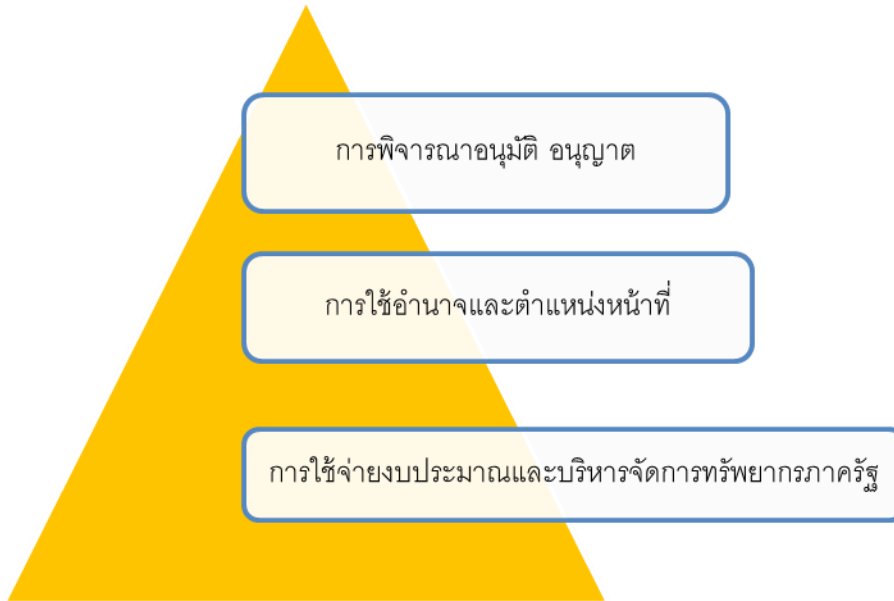 การพิจารณาอนุมัติ อนุญาต
การใช้อำนาจและตำแหน่งหน้าที่
การใช้จ่ายงบประมาณและบริหารจัดการทรัพยากรภาครัฐ